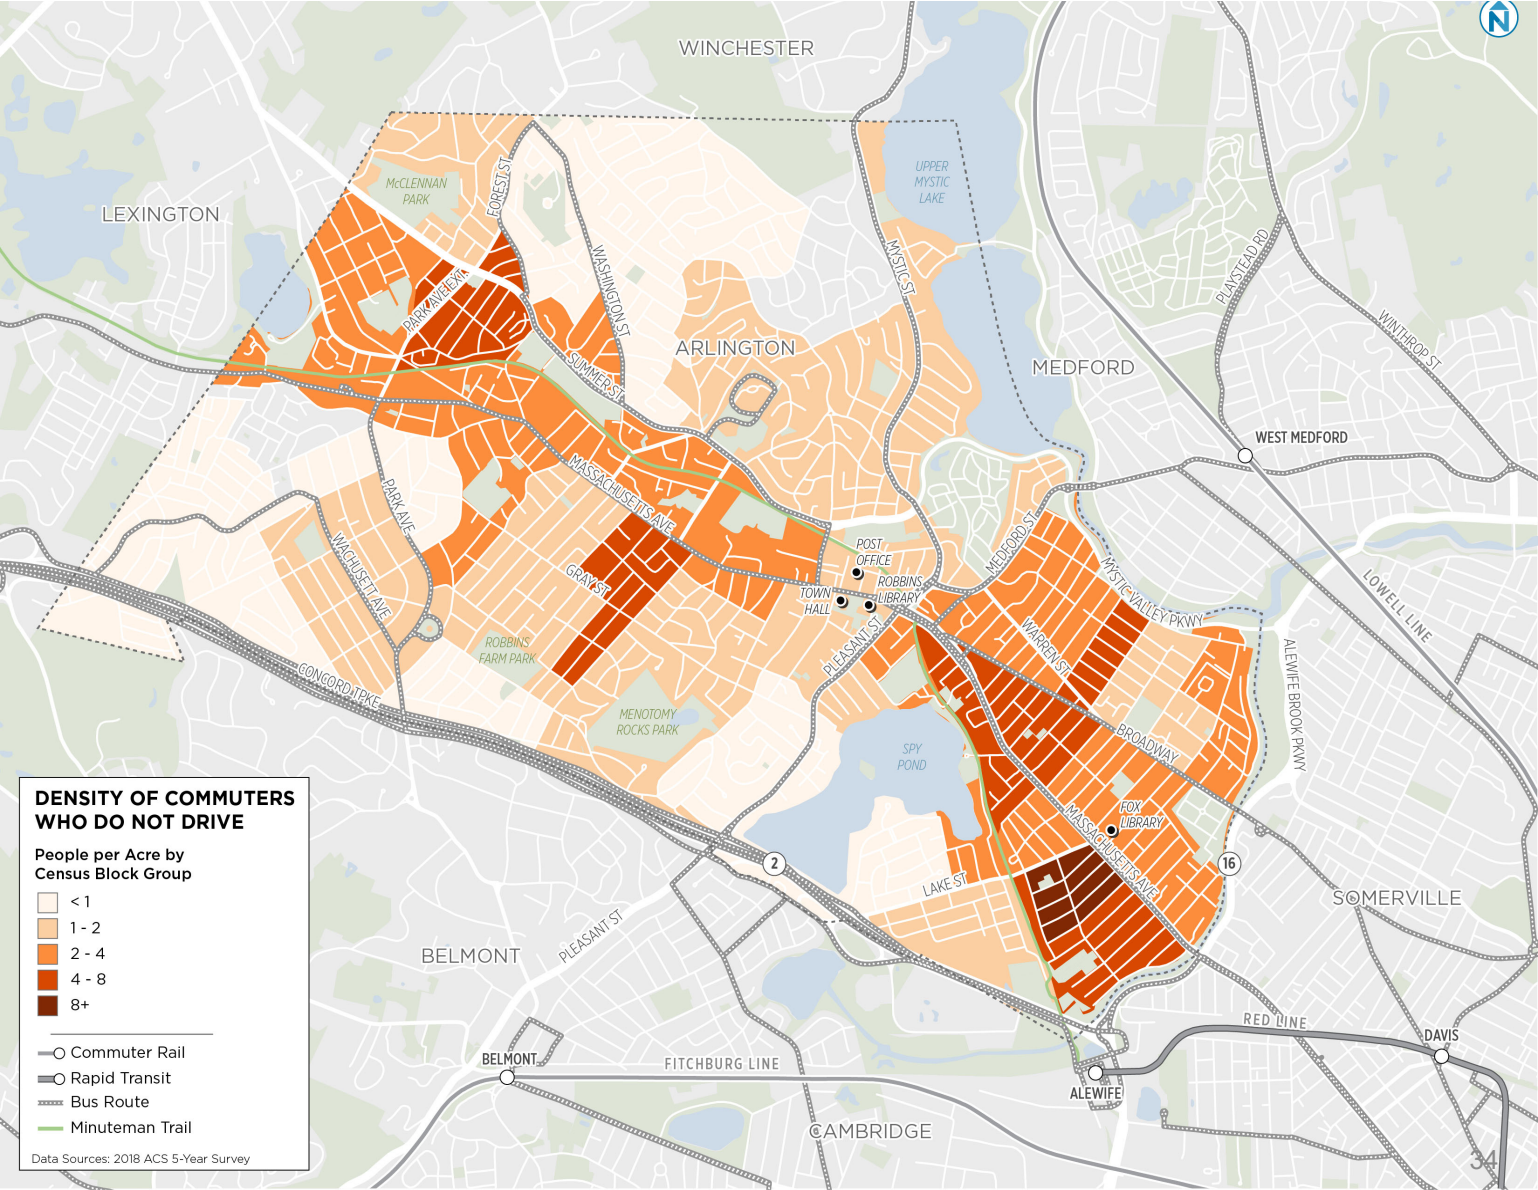 N
WINCHESTER
McCLENNAN
PARK
FOREST ST
UPPER
MYSTIC
LAKE
LEXINGTON
WASHINGTON ST
MYSTIC ST
PLAYSTEAD RD
PARK AVE EXT.
WINTHROP ST
ARLINGTON
SUMMER ST
MEDFORD
WEST MEDFORD
MASSACHUSETTS AVE
PARK AVE
WACHUSETT AVE
GRAY ST
POST
OFFICE
TOWN
HALL
ROBBINS
LIBRARY
MEDFORD ST
MYSTIC VALLEY PKWY
LOWELL LINE
PLEASANT ST
WARREN ST
ROBBINS
FARM PARK
ALEWIFE BROOK PKWY
CONCORD TPKE
MENOTOMY
ROCKS PARK
SPY
POND
BROADWAY
FOX
LIBRARY
MASSACHUSETTS AVE
2
16
LAKE ST
SOMERVILLE
BELMONT
PLEASANT ST
DENSITY OF COMMUTERS
WHO DO NOT DRIVE
People per Acre by
Census Block Group
< 1
1 - 2
2 - 4
4 - 8
8+
Commuter Rail
Rapid Transit
Bus Route
Minuteman Trail
Data Sources: 2018 ACS 5-Year Survey
RED LINE
DAVIS
BELMONT
FITCHBURG LINE
ALEWIFE
CAMBRIDGE
34